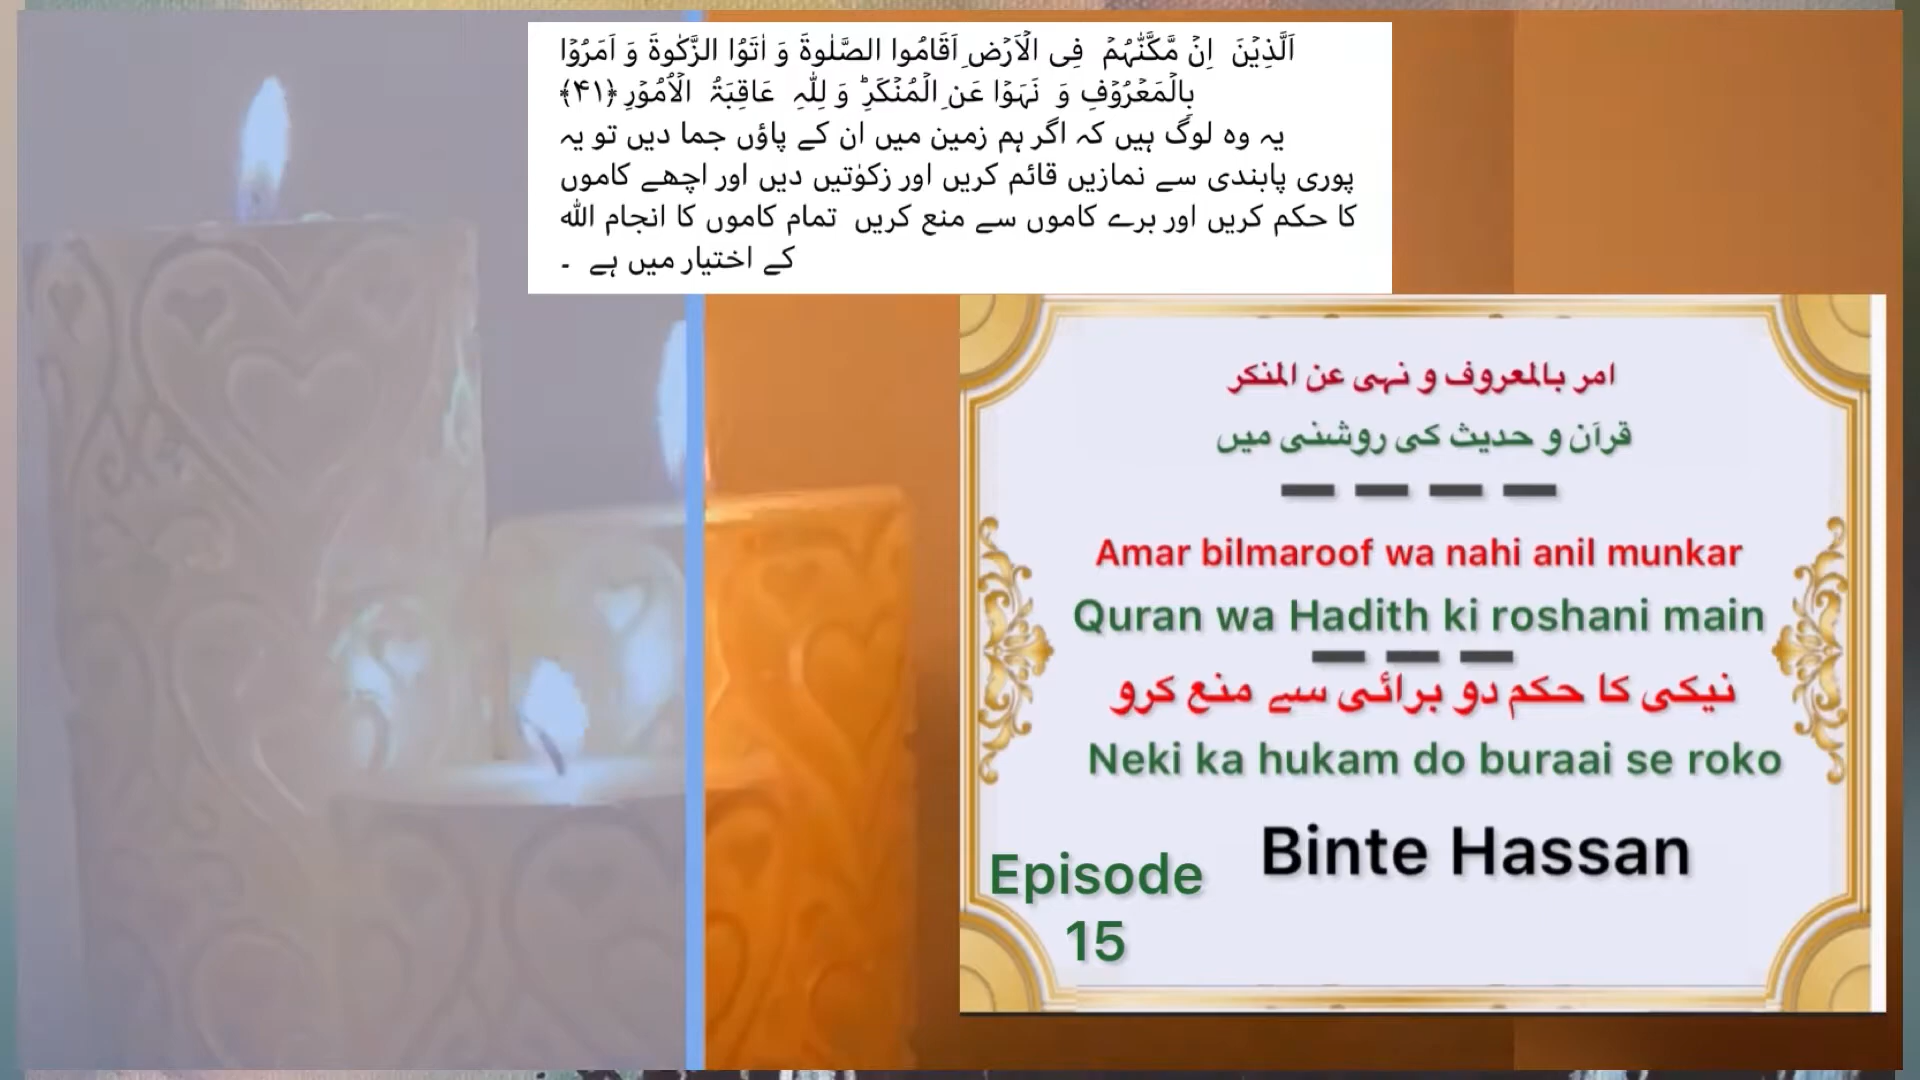 اَلَّذِیۡنَ اِنۡ مَّکَّنّٰہُمۡ فِی الۡاَرۡضِ اَقَامُوا الصَّلٰوۃَ وَ اٰتَوُا الزَّکٰوۃَ وَ اَمَرُوۡا
بِالۡمَعۡرُوۡفِ وَ نَہَوۡا عَنِ الۡمُنۡکَرِ ؕ وَ لِلّٰہِ عَاقِبَۃُ الۡاُمُوۡرِ ﴿۴۱﴾
یہ وہ لوگ ہیں کہ اگر ہم زمین میں ان کے پاؤں جما دیں تو یہ
پوری پابندی سے نمازیں قائم کریں اور زکوٰتیں دیں اور اچھے کاموں
کا حکم کریں اور برے کاموں سے منع کریں تمام کاموں کا انجام اللہ
کے اختیار میں ہے ۔
امر بالمعروف و نہی عن المنکر
قرآن و حدیث کی روشنی میں
Amar bilmaroof wa nahi anil munkar
Quran wa Hadith ki roshani main
نیکی کا حکم دو برائی سے منع کرو
Neki ka hukam do buraai se roko
Binte Hassan
Episode
15